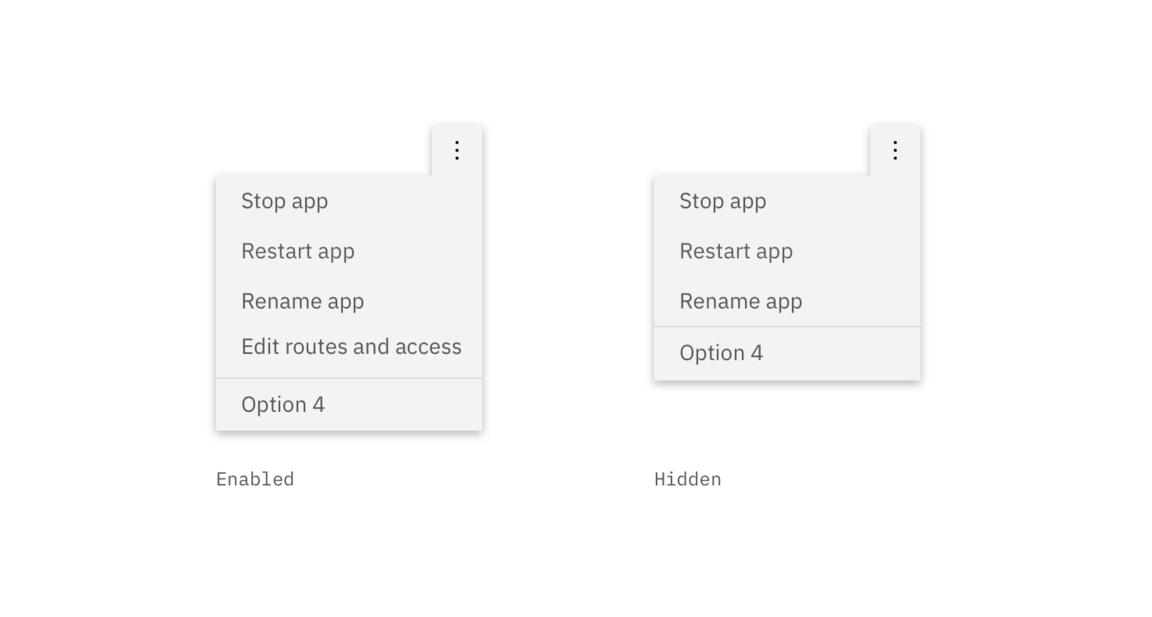 Stop app
Restart app
Rename app
Edit routes and access
Option 4
Enabled
Stop app
Restart app
Rename app
Option 4
Hidden